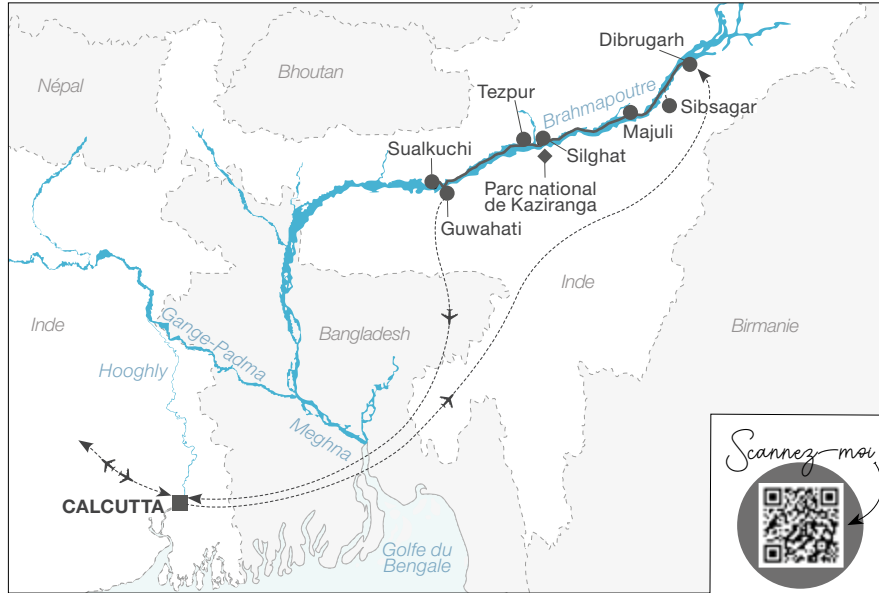 Dibrugarh
Népal
Bhoutan
Tezpur
Brahmapoutre
Sibsagar
Majuli
Sualkuchi
Silghat
Parc national
de Kaziranga
Guwahati
Inde
Inde
Gange-Padma
Bangladesh
Birmanie
Hooghly
Meghna
Scannez-moi
CALCUTTA
Golfe du
Bengale